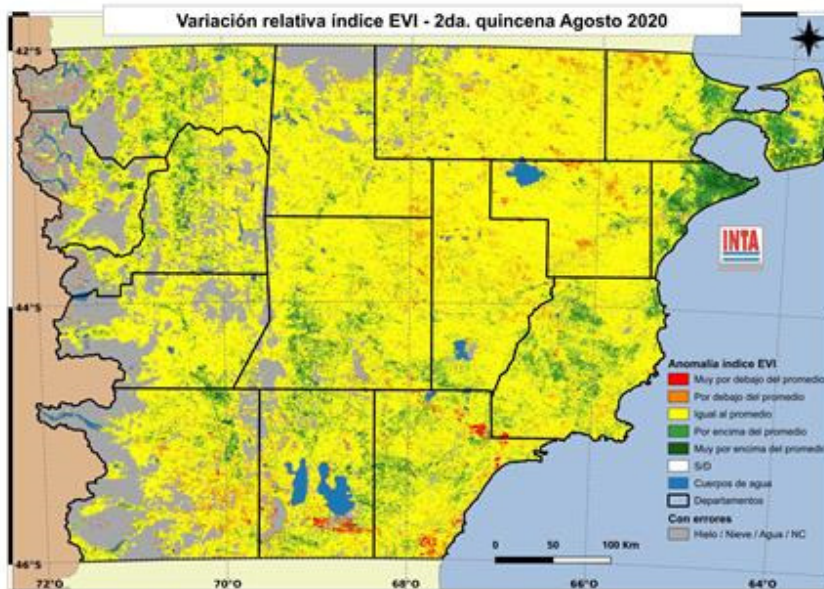 Variación relativa índice EVI - 2da. quincena Agosto 2020
42°S
44°S
46°S
72°O
70°O
68°O
66°O
64°O
INTA
Anomalía índice EVI
Muy por debajo del promedio
Por debajo del promedio
Igual al promedio
Por encima del promedio
Muy por encima del promedio
S/D
Cuerpos de agua
Departamentos
Con errores
Hielo / Nieve / Agua / NC
0 50 100 Km